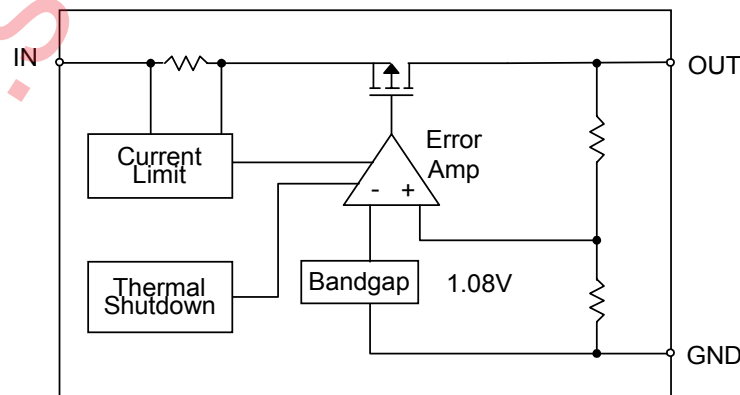 IN
OUT
Current
Limit
Error
Amp
- +
Thermal
Shutdown
Bandgap
1.08V
GND